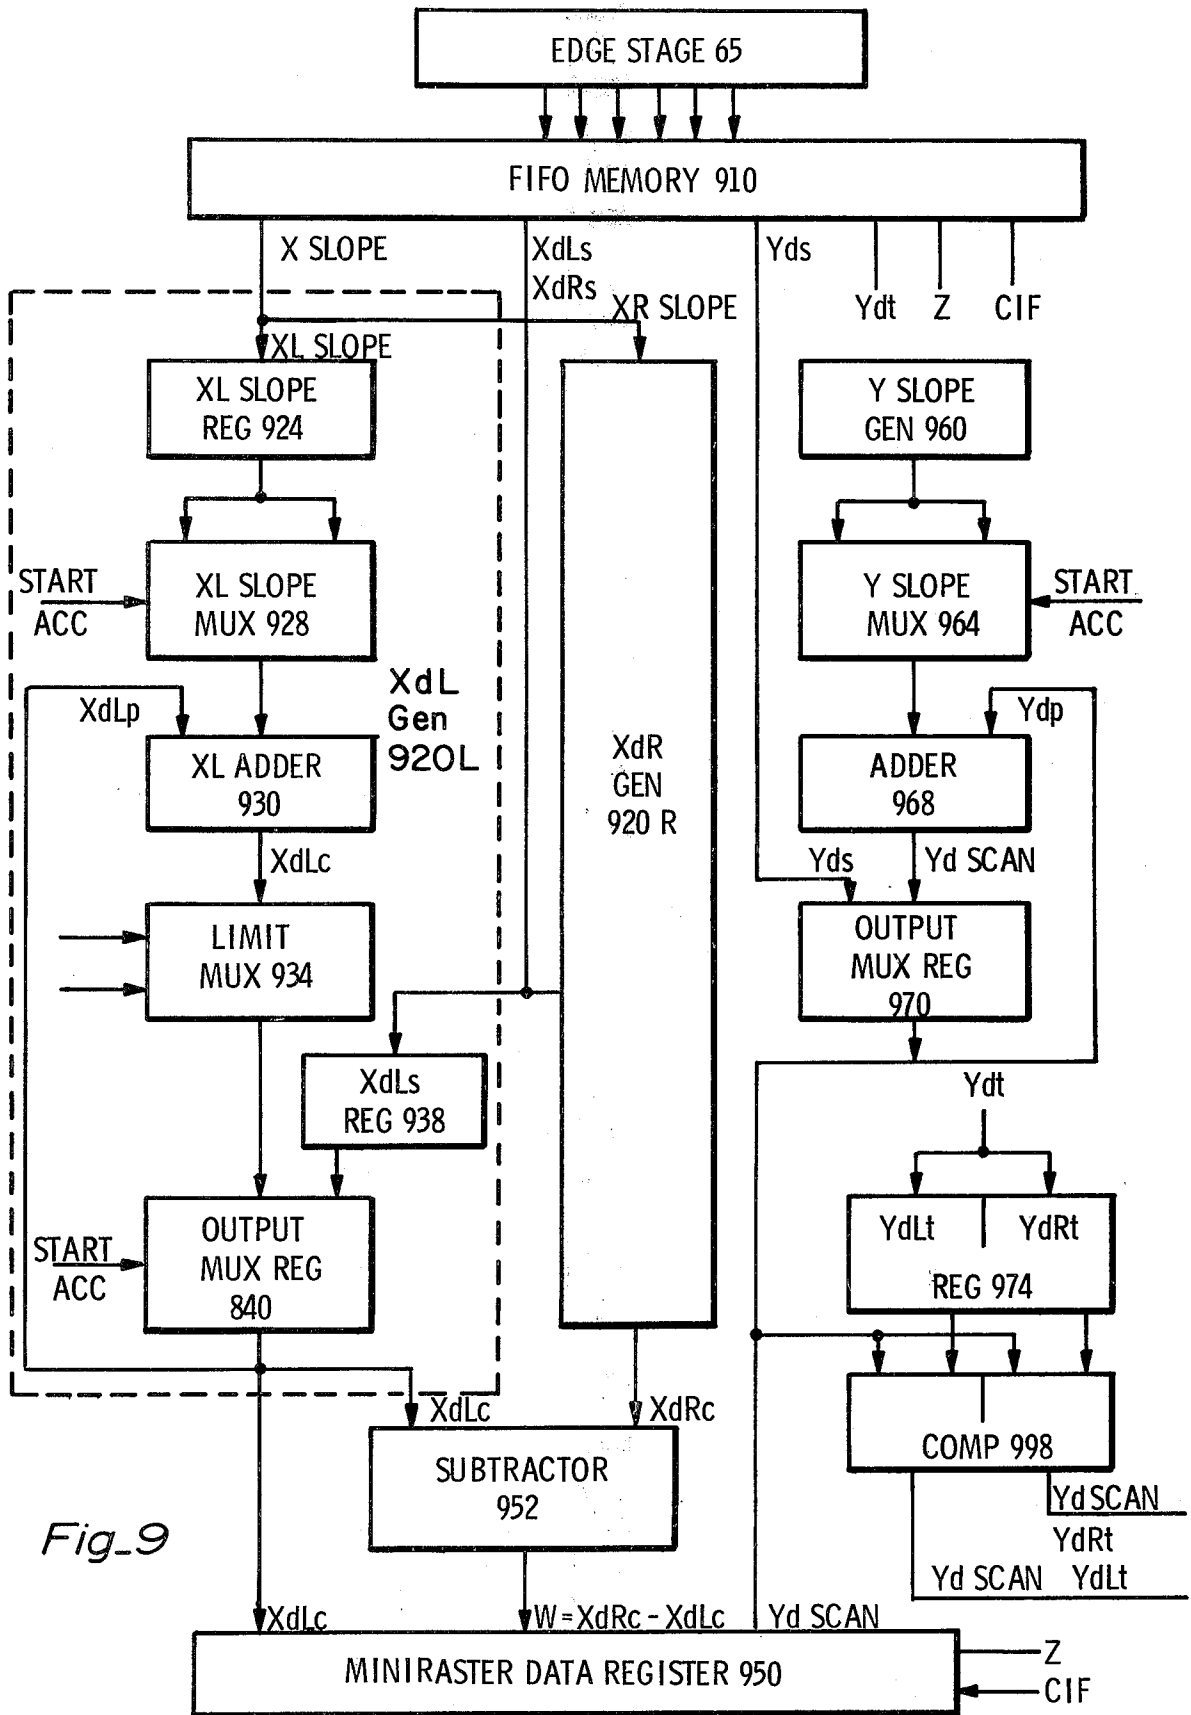 EDGE STAGE 65
FIFO MEMORY 910
X SLOPE
XdLs
XdRs
Yds
Ydt
Z
CIF
XR SLOPE
XL SLOPE
XL SLOPE
REG 924
Y SLOPE
GEN 960
START
ACC
XL SLOPE
MUX 928
Y SLOPE
MUX 964
START
ACC
XdLp
XdL
Gen
920L
Ydp
XL ADDER
930
XdR
GEN
920 R
ADDER
968
XdLc
Yds
Yd SCAN
LIMIT
MUX 934
OUTPUT
MUX REG
970
XdLs
REG 938
Ydt
START
ACC
OUTPUT
MUX REG
840
YdLt
YdRt
REG 974
XdLc
XdRc
COMP 998
SUBTRACTOR
952
Yd SCAN
YdRt
Yd SCAN YdLt
Fig_9
XdLc
W = XdRc - XdLc
Yd SCAN
MINIRASTER DATA REGISTER 950
Z
CIF